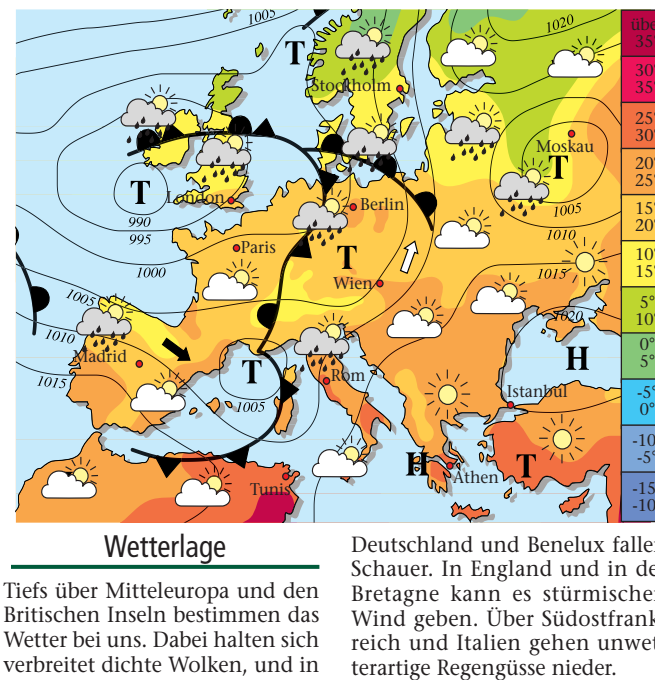 1005
1020
T
Stockholm
T
Moskau
T
990
995
1000
London
Berlin
Paris
T
Wien
1005
1010
1015
1005
1010
1015
1020
Madrid
T
1005
Rom
H
Istanbul
H
Athen
T
Tunis
über
35°
30°
35°
25°
30°
20°
25°
15°
20°
10°
15°
5°
10°
0°
5°
-5°
0°
-10
-5°
-15
-10
Wetterlage
Tiefs über Mitteleuropa und den
Britischen Inseln bestimmen das
Wetter bei uns. Dabei halten sich
verbreitet dichte Wolken, und in
Deutschland und Benelux fallen
Schauer. In England und in de
Bretagne kann es stürmischen
Wind geben. Über Südostfrank
reich und Italien gehen unwet
terartige Regengüsse nieder.